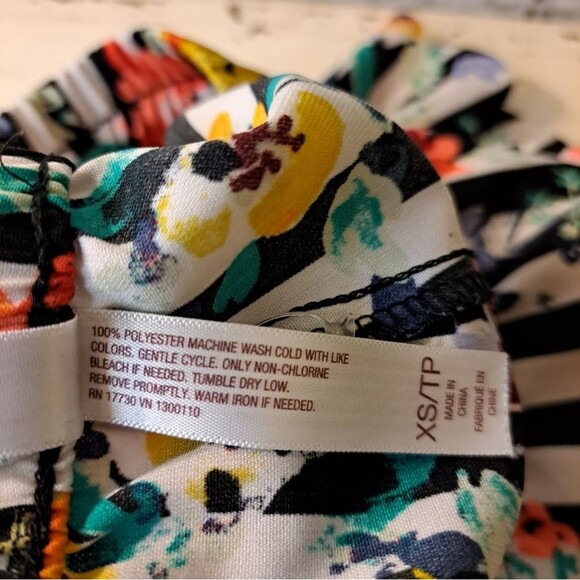 100% POLYESTER MACHINE WASH COLD WITH LIKE
COLORS. GENTLE CYCLE. ONLY NON-CHLORINE
BLEACH IF NEEDED. TUMBLE DRY LOW.
REMOVE PROMPTLY. WARM IRON IF NEEDED.
RN 17730 VN 1300110
XS/TP
MADE IN
CHINA
FABRIQUÉ EN
CHINE